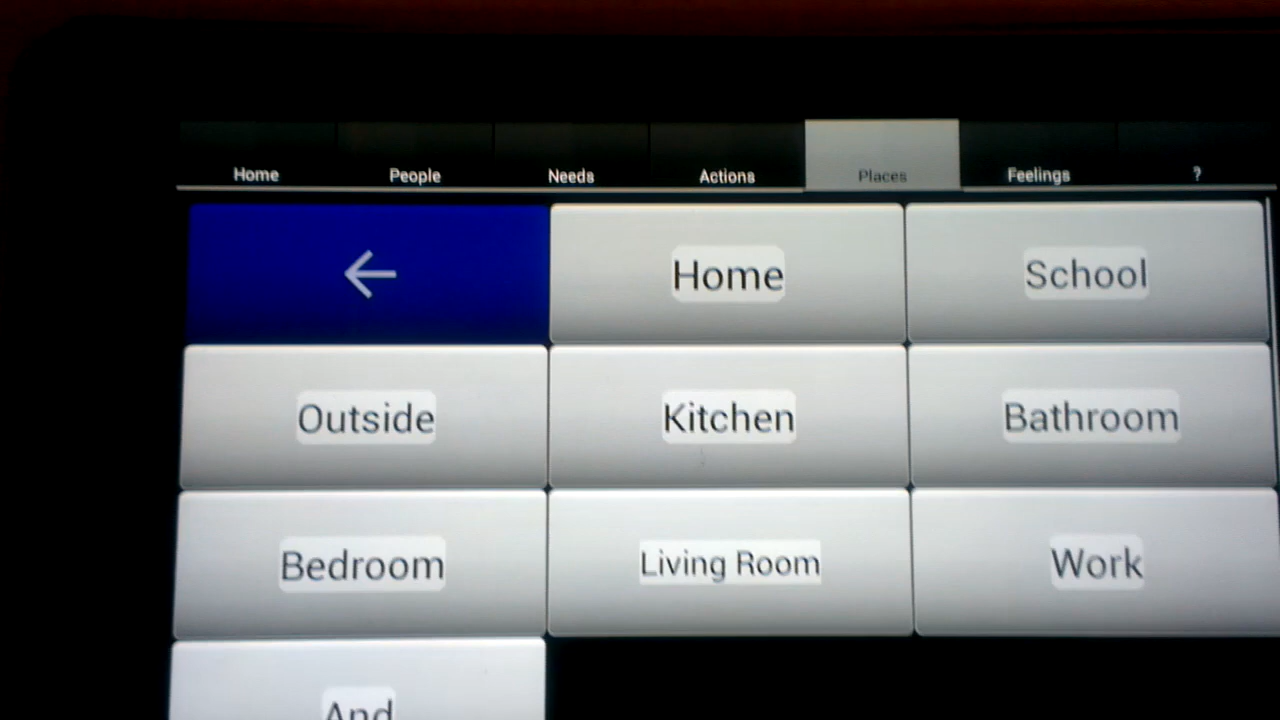 Home People Needs Actions Places Feelings ?
Home School
Outside Kitchen Bathroom
Bedroom Living Room Work
And